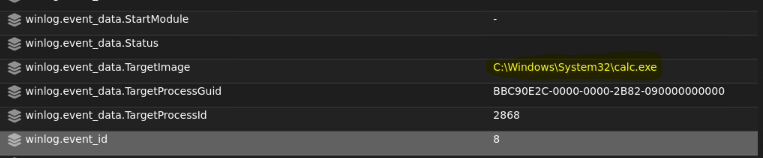 winlog.event_data.StartModule -
winlog.event_data.Status
winlog.event_data.TargetImage C:\Windows\System32\calc.exe
winlog.event_data.TargetProcessGuid BBC90E2C-0000-0000-2B82-090000000000
winlog.event_data.TargetProcessId 2868
winlog.event_id 8